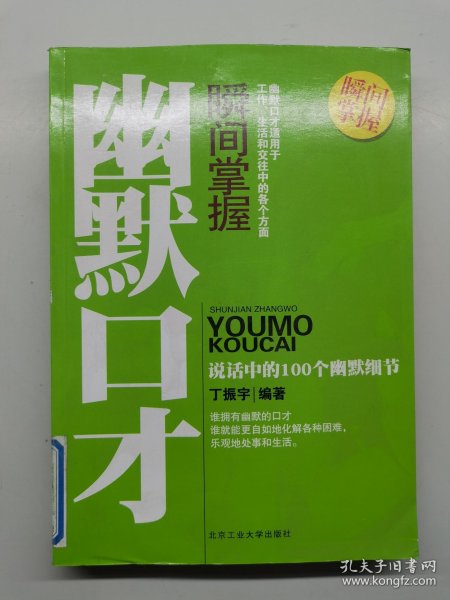 幽默口才
瞬间掌握
幽默口才适用于
工作、生活和交往中的各个方面
瞬间
掌握
SHUNJIAN ZHANGWO
YOUMO
KOUCAI
说话中的100个幽默细节
丁振宇 编著
谁拥有幽默的口才
谁就能更自如地化解各种困难，
乐观地处事和生活。
北京工业大学出版社
孔夫子旧书网
www.kongfz.com